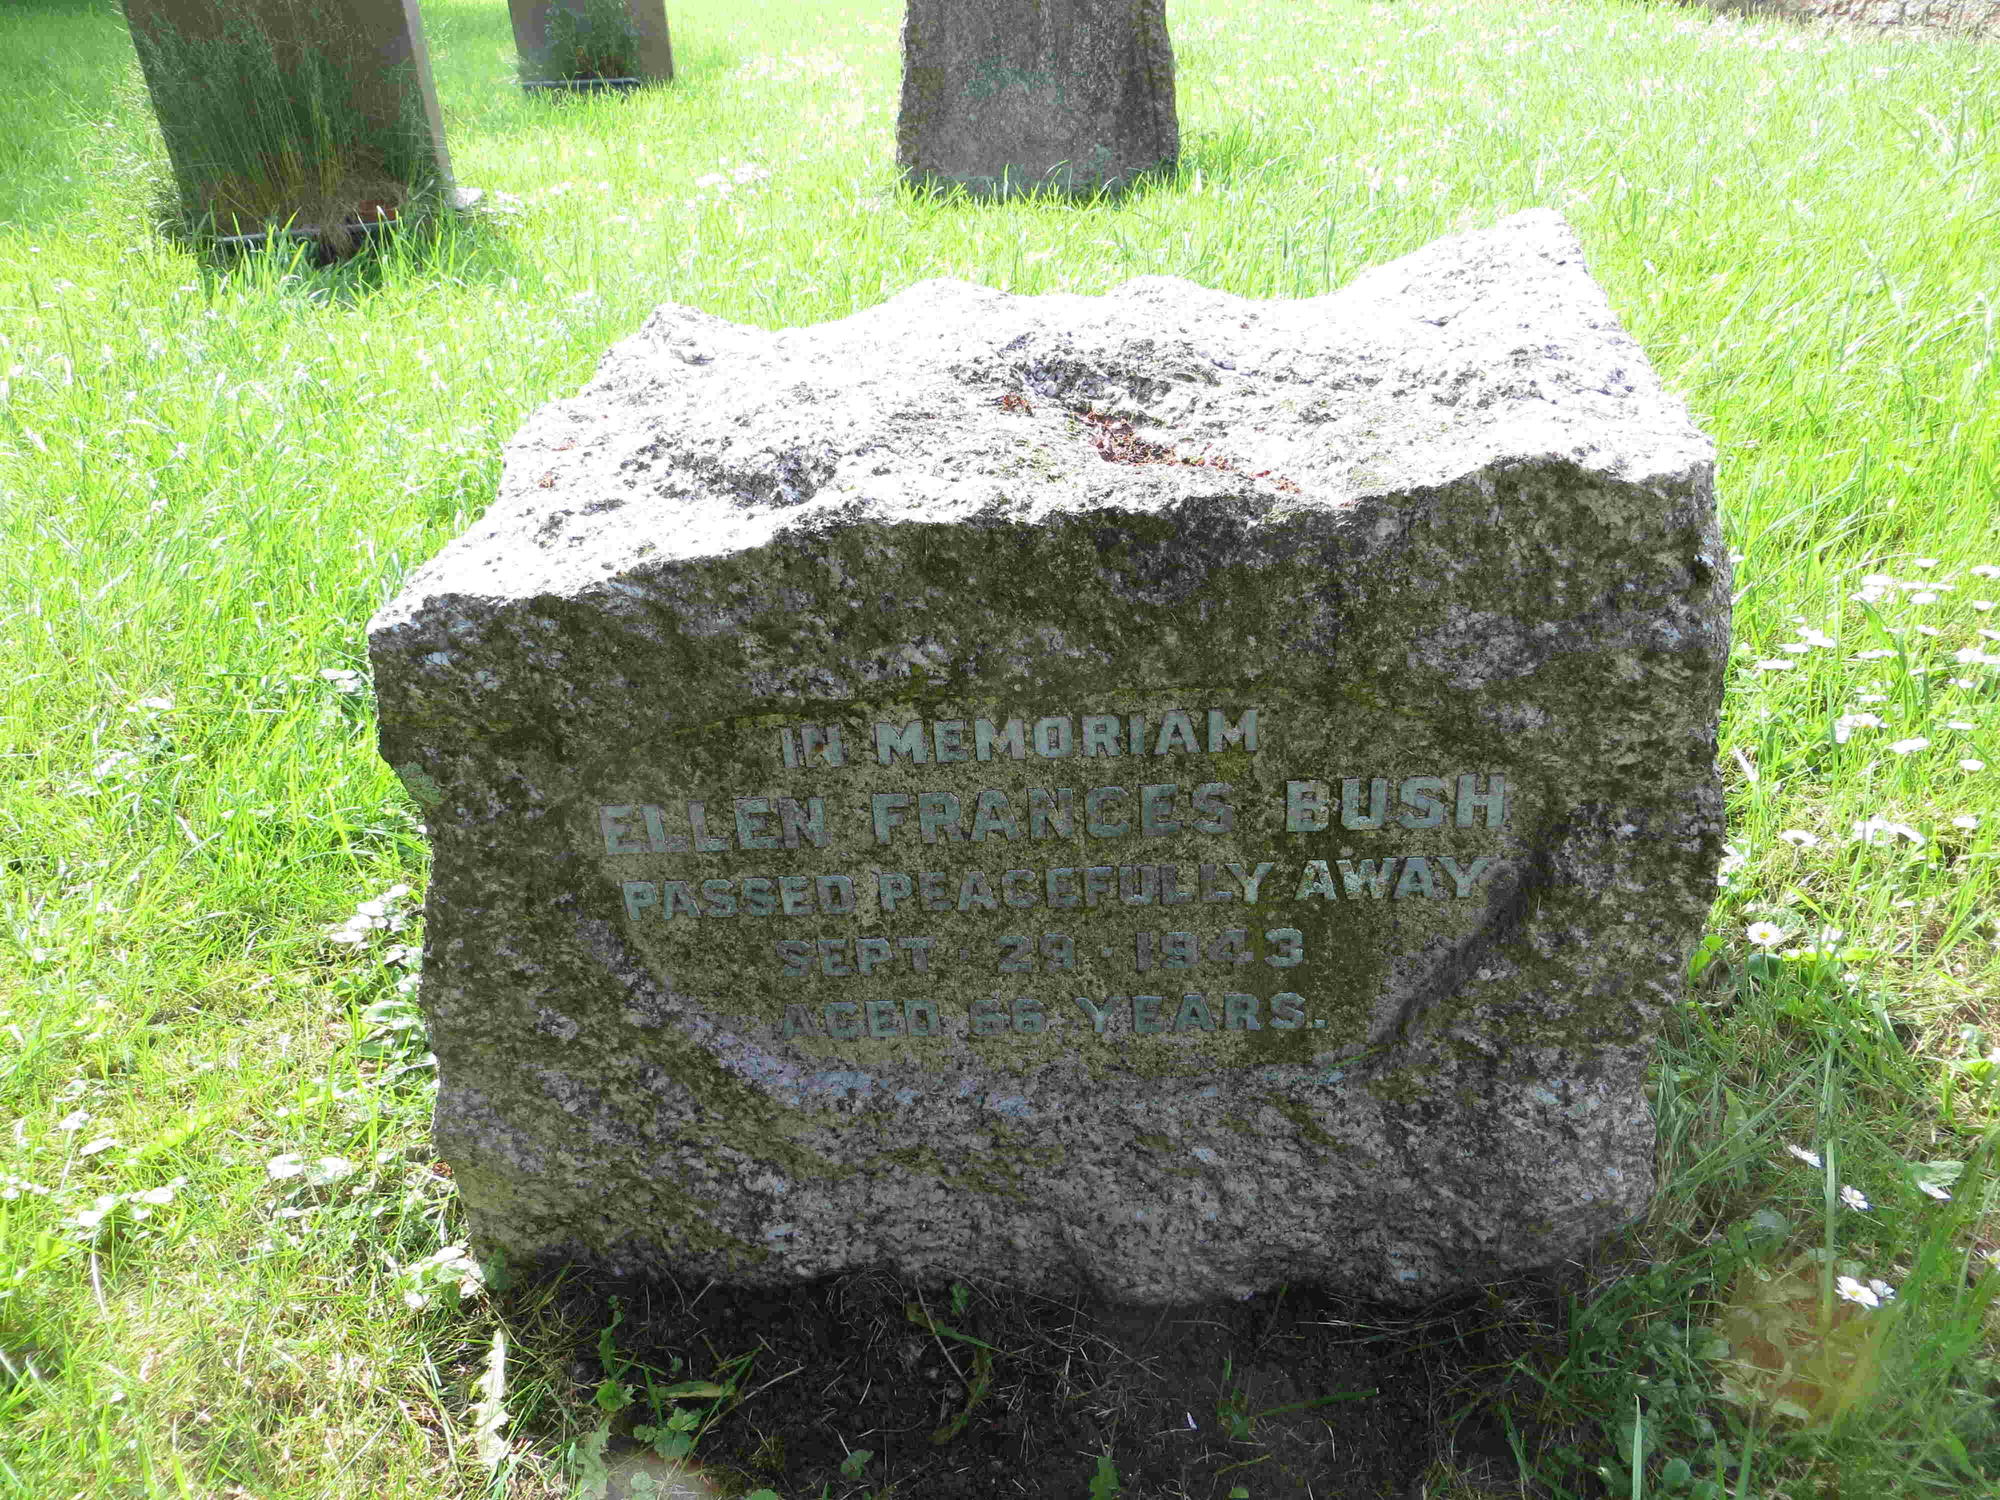 IN MEMORIAM
ELLEN FRANCES BUSH
PASSED PEACEFULLY AWAY
SEPT · 29 · 1943
AGED 66 YEARS.